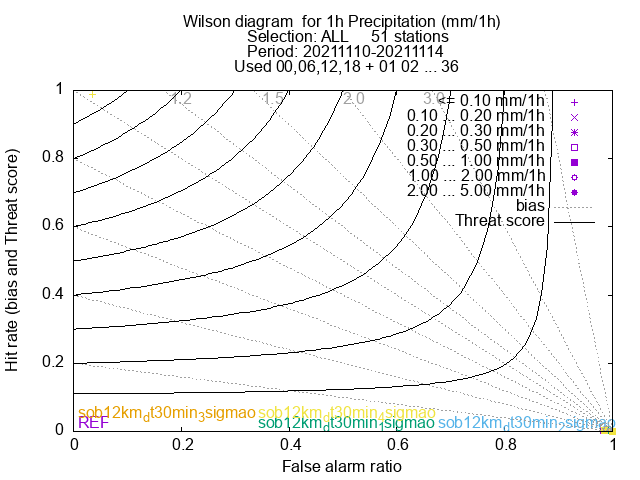 Wilson diagram for 1h Precipitation (mm/1h)
Selection: ALL 51 stations
Period: 20211110-20211114
Used 00,06,12,18 + 01 02 ... 36
1.2 1.5 2.0 3.0
<= 0.10 mm/1h
0.10 ... 0.20 mm/1h
0.20 ... 0.30 mm/1h
0.30 ... 0.50 mm/1h
0.50 ... 1.00 mm/1h
1.00 ... 2.00 mm/1h
2.00 ... 5.00 mm/1h
bias
Threat score
Hit rate (bias and Threat score)
1
0.8
0.6
0.4
0.2
0
sob12km_dt30min_3sigmao sob12km_dt30min_4sigmao
REF sob12km_dt30min_1sigmao sob12km_dt30min_2sigmao
0 0.2 0.4 0.6 0.8 1
False alarm ratio